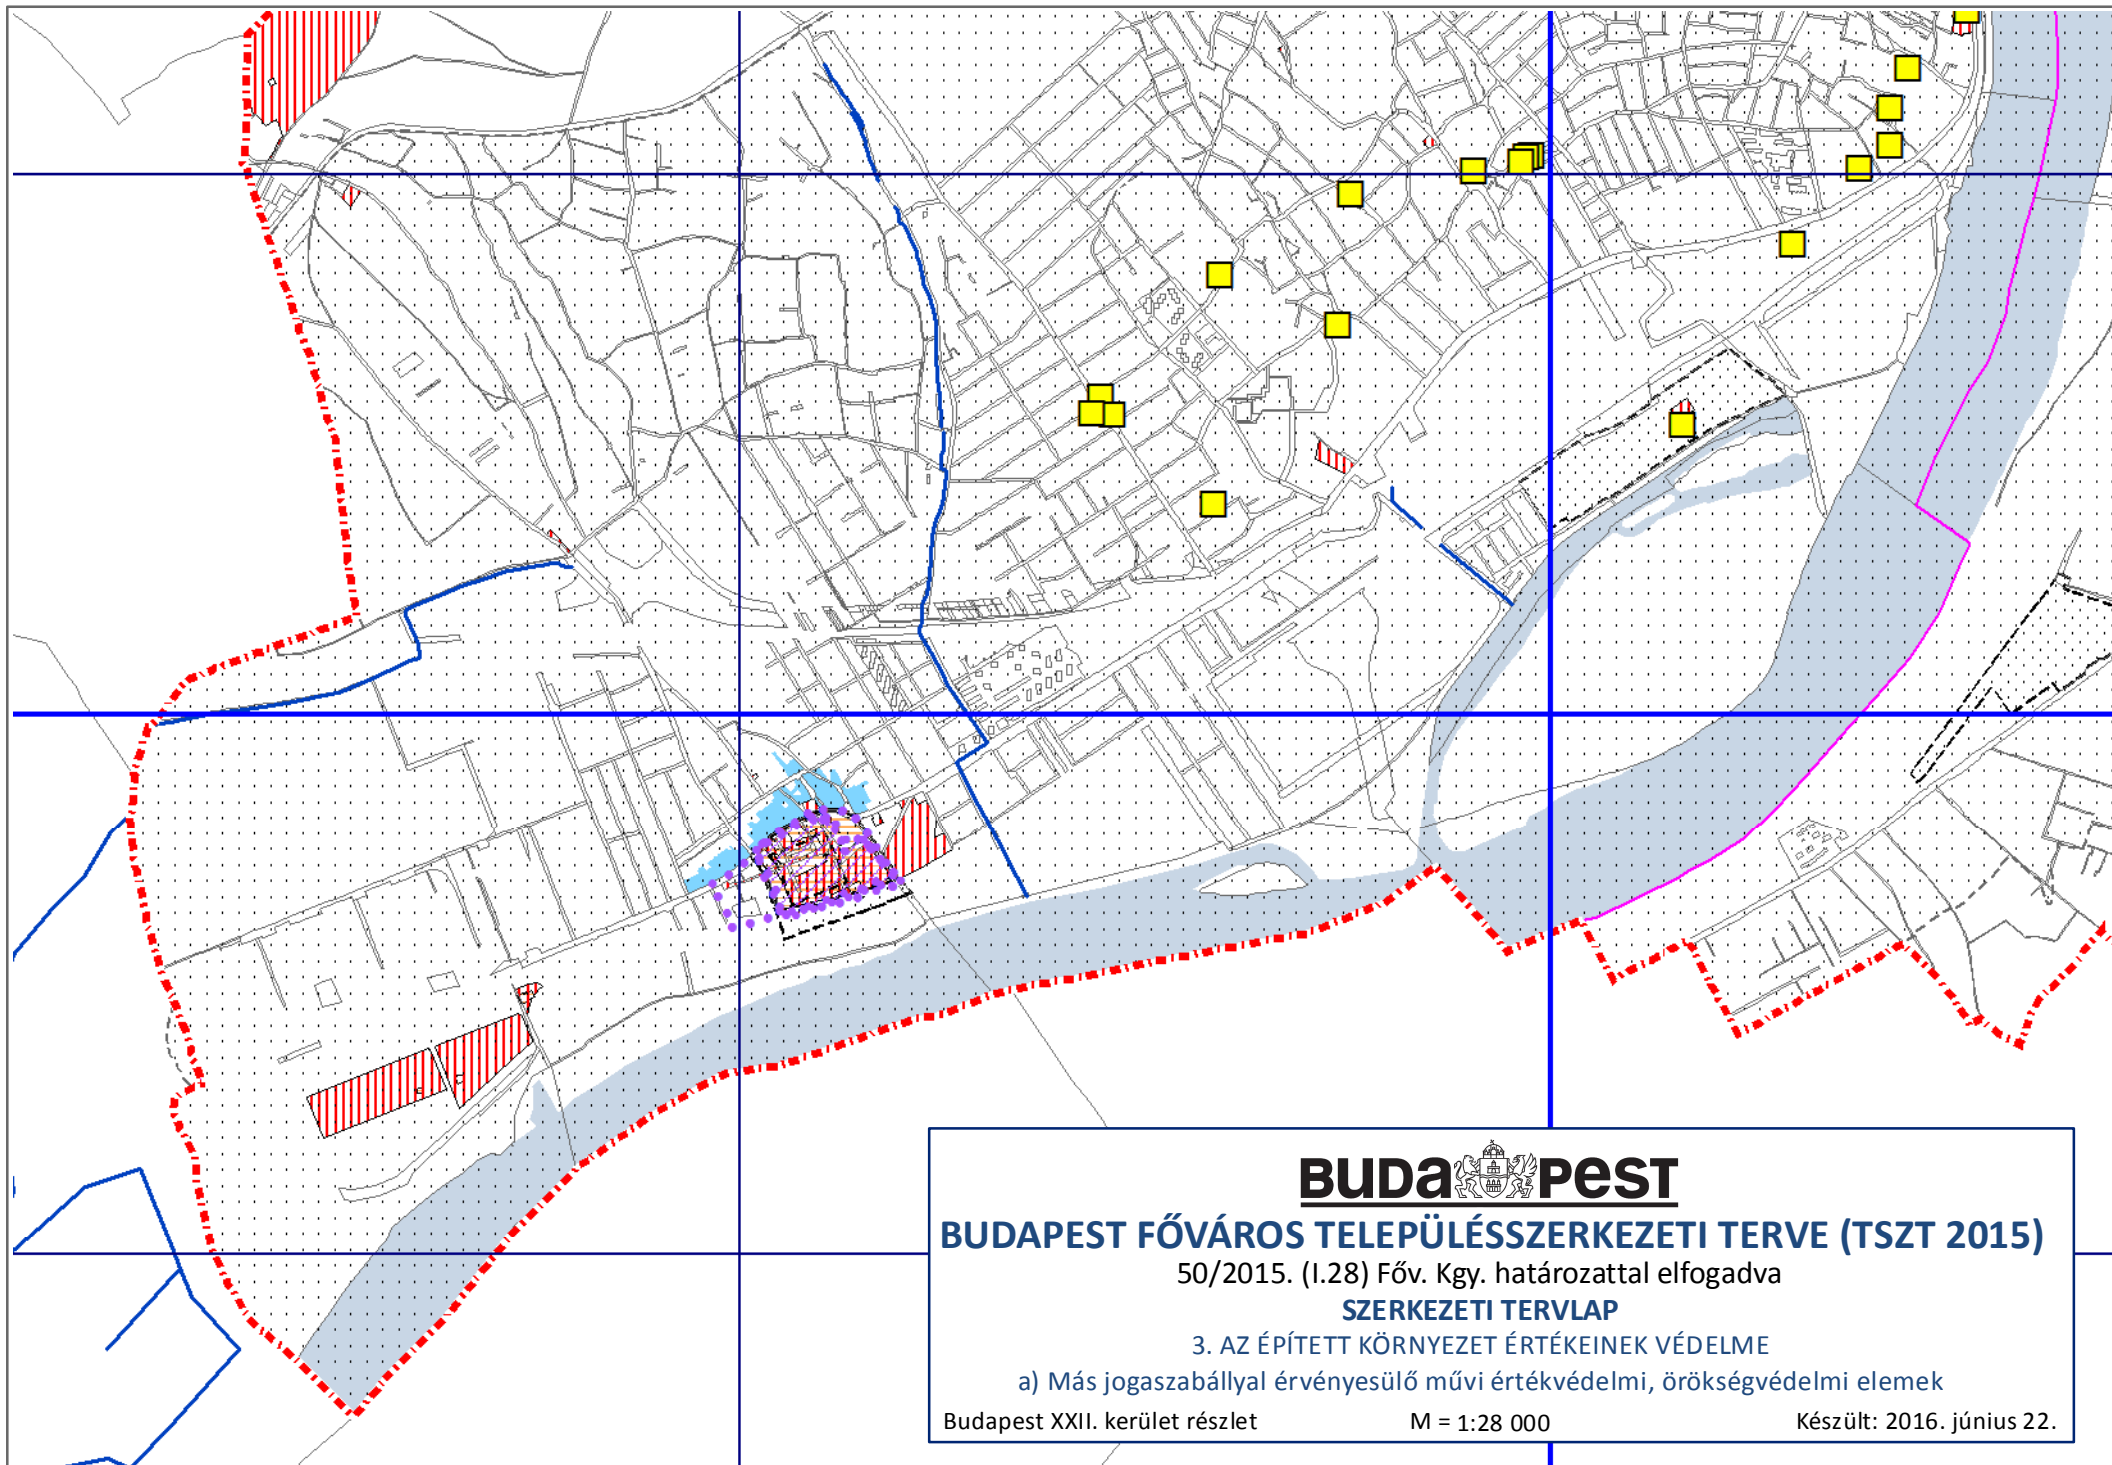 BUDaPEST
BUDAPEST FŐVÁROS TELEPÜLÉSSZERKEZETI TERVE (TSZT 2015)
50/2015. (I.28) Főv. Kgy. határozattal elfogadva
SZERKEZETI TERVLAP
3. AZ ÉPÍTETT KÖRNYEZET ÉRTÉKEINEK VÉDELME
a) Más jogaszabállyal érvényesülő művi értékvédelmi, örökségvédelmi elemek
Budapest XXII. kerület részlet M = 1:28 000 Készült: 2016. június 22.